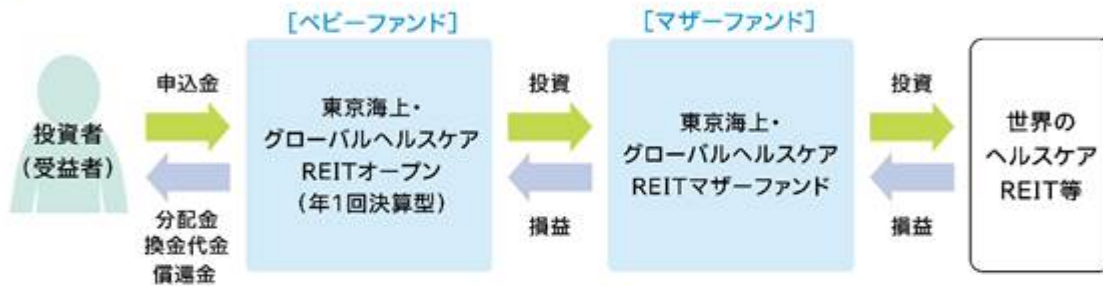 [ベビーファンド]
[マザーファンド]
投資者
(受益者)
申込金
分配金
換金代金
償還金
東京海上・
グローバルヘルスケア
REITオープン
(年1回決算型)
投資
損益
東京海上・
グローバルヘルスケア
REITマザーファンド
投資
損益
世界の
ヘルスケア
REIT等